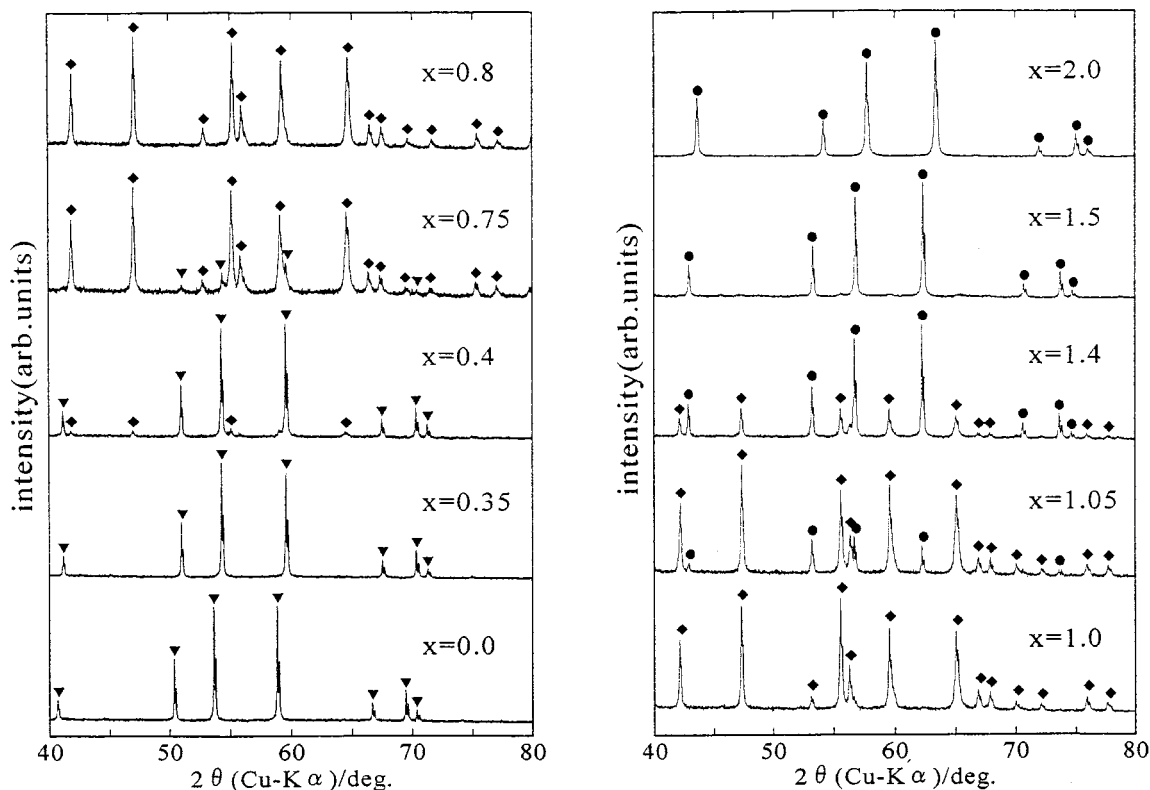 x=0.8
x=0.75
x=0.4
x=0.35
x=0.0
intensity(arb.units)
40 50 60 70 80
2 θ (Cu-K α)/deg.
x=2.0
x=1.5
x=1.4
x=1.05
x=1.0
intensity(arb.units)
40 50 60 70 80
2 θ (Cu-K α)/deg.